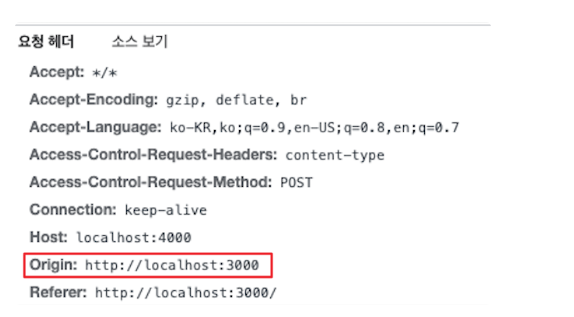 요청 헤더 소스 보기
Accept: */*
Accept-Encoding: gzip, deflate, br
Accept-Language: ko-KR,ko;q=0.9,en-US;q=0.8,en;q=0.7
Access-Control-Request-Headers: content-type
Access-Control-Request-Method: POST
Connection: keep-alive
Host: localhost:4000
Origin: http://localhost:3000
Referer: http://localhost:3000/